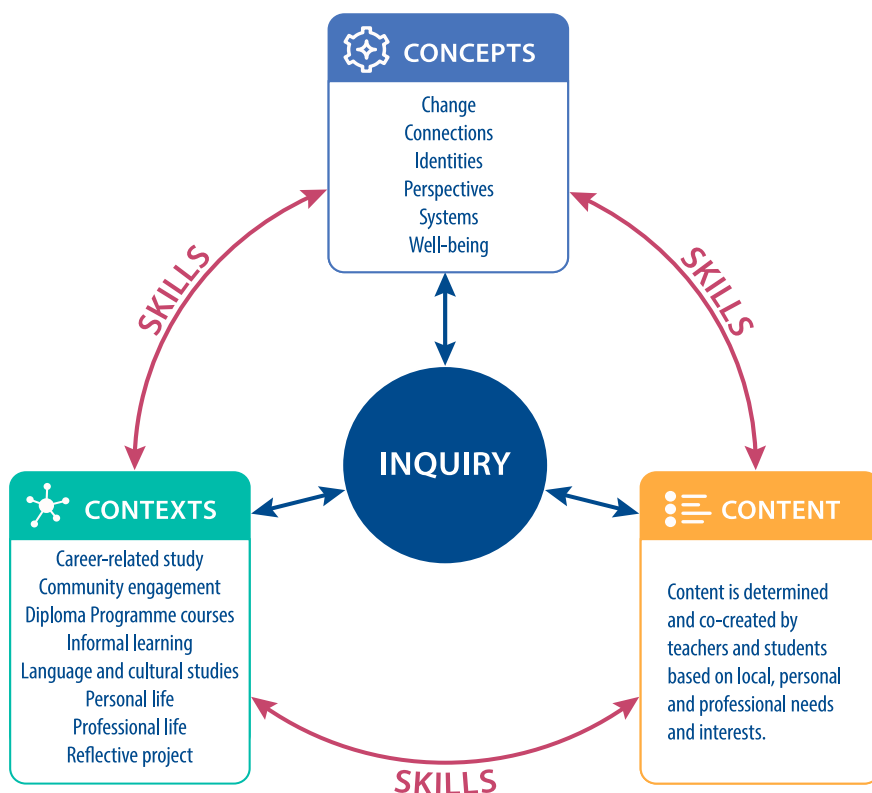 CONCEPTS
Change
Connections
Identities
Perspectives
Systems
Well-being
SKILLS
SKILLS
INQUIRY
CONTEXTS
Career-related study
Community engagement
Diploma Programme courses
Informal learning
Language and cultural studies
Personal life
Professional life
Reflective project
CONTENT
Content is determined
and co-created by
teachers and students
based on local, personal
and professional needs
and interests.
SKILLS